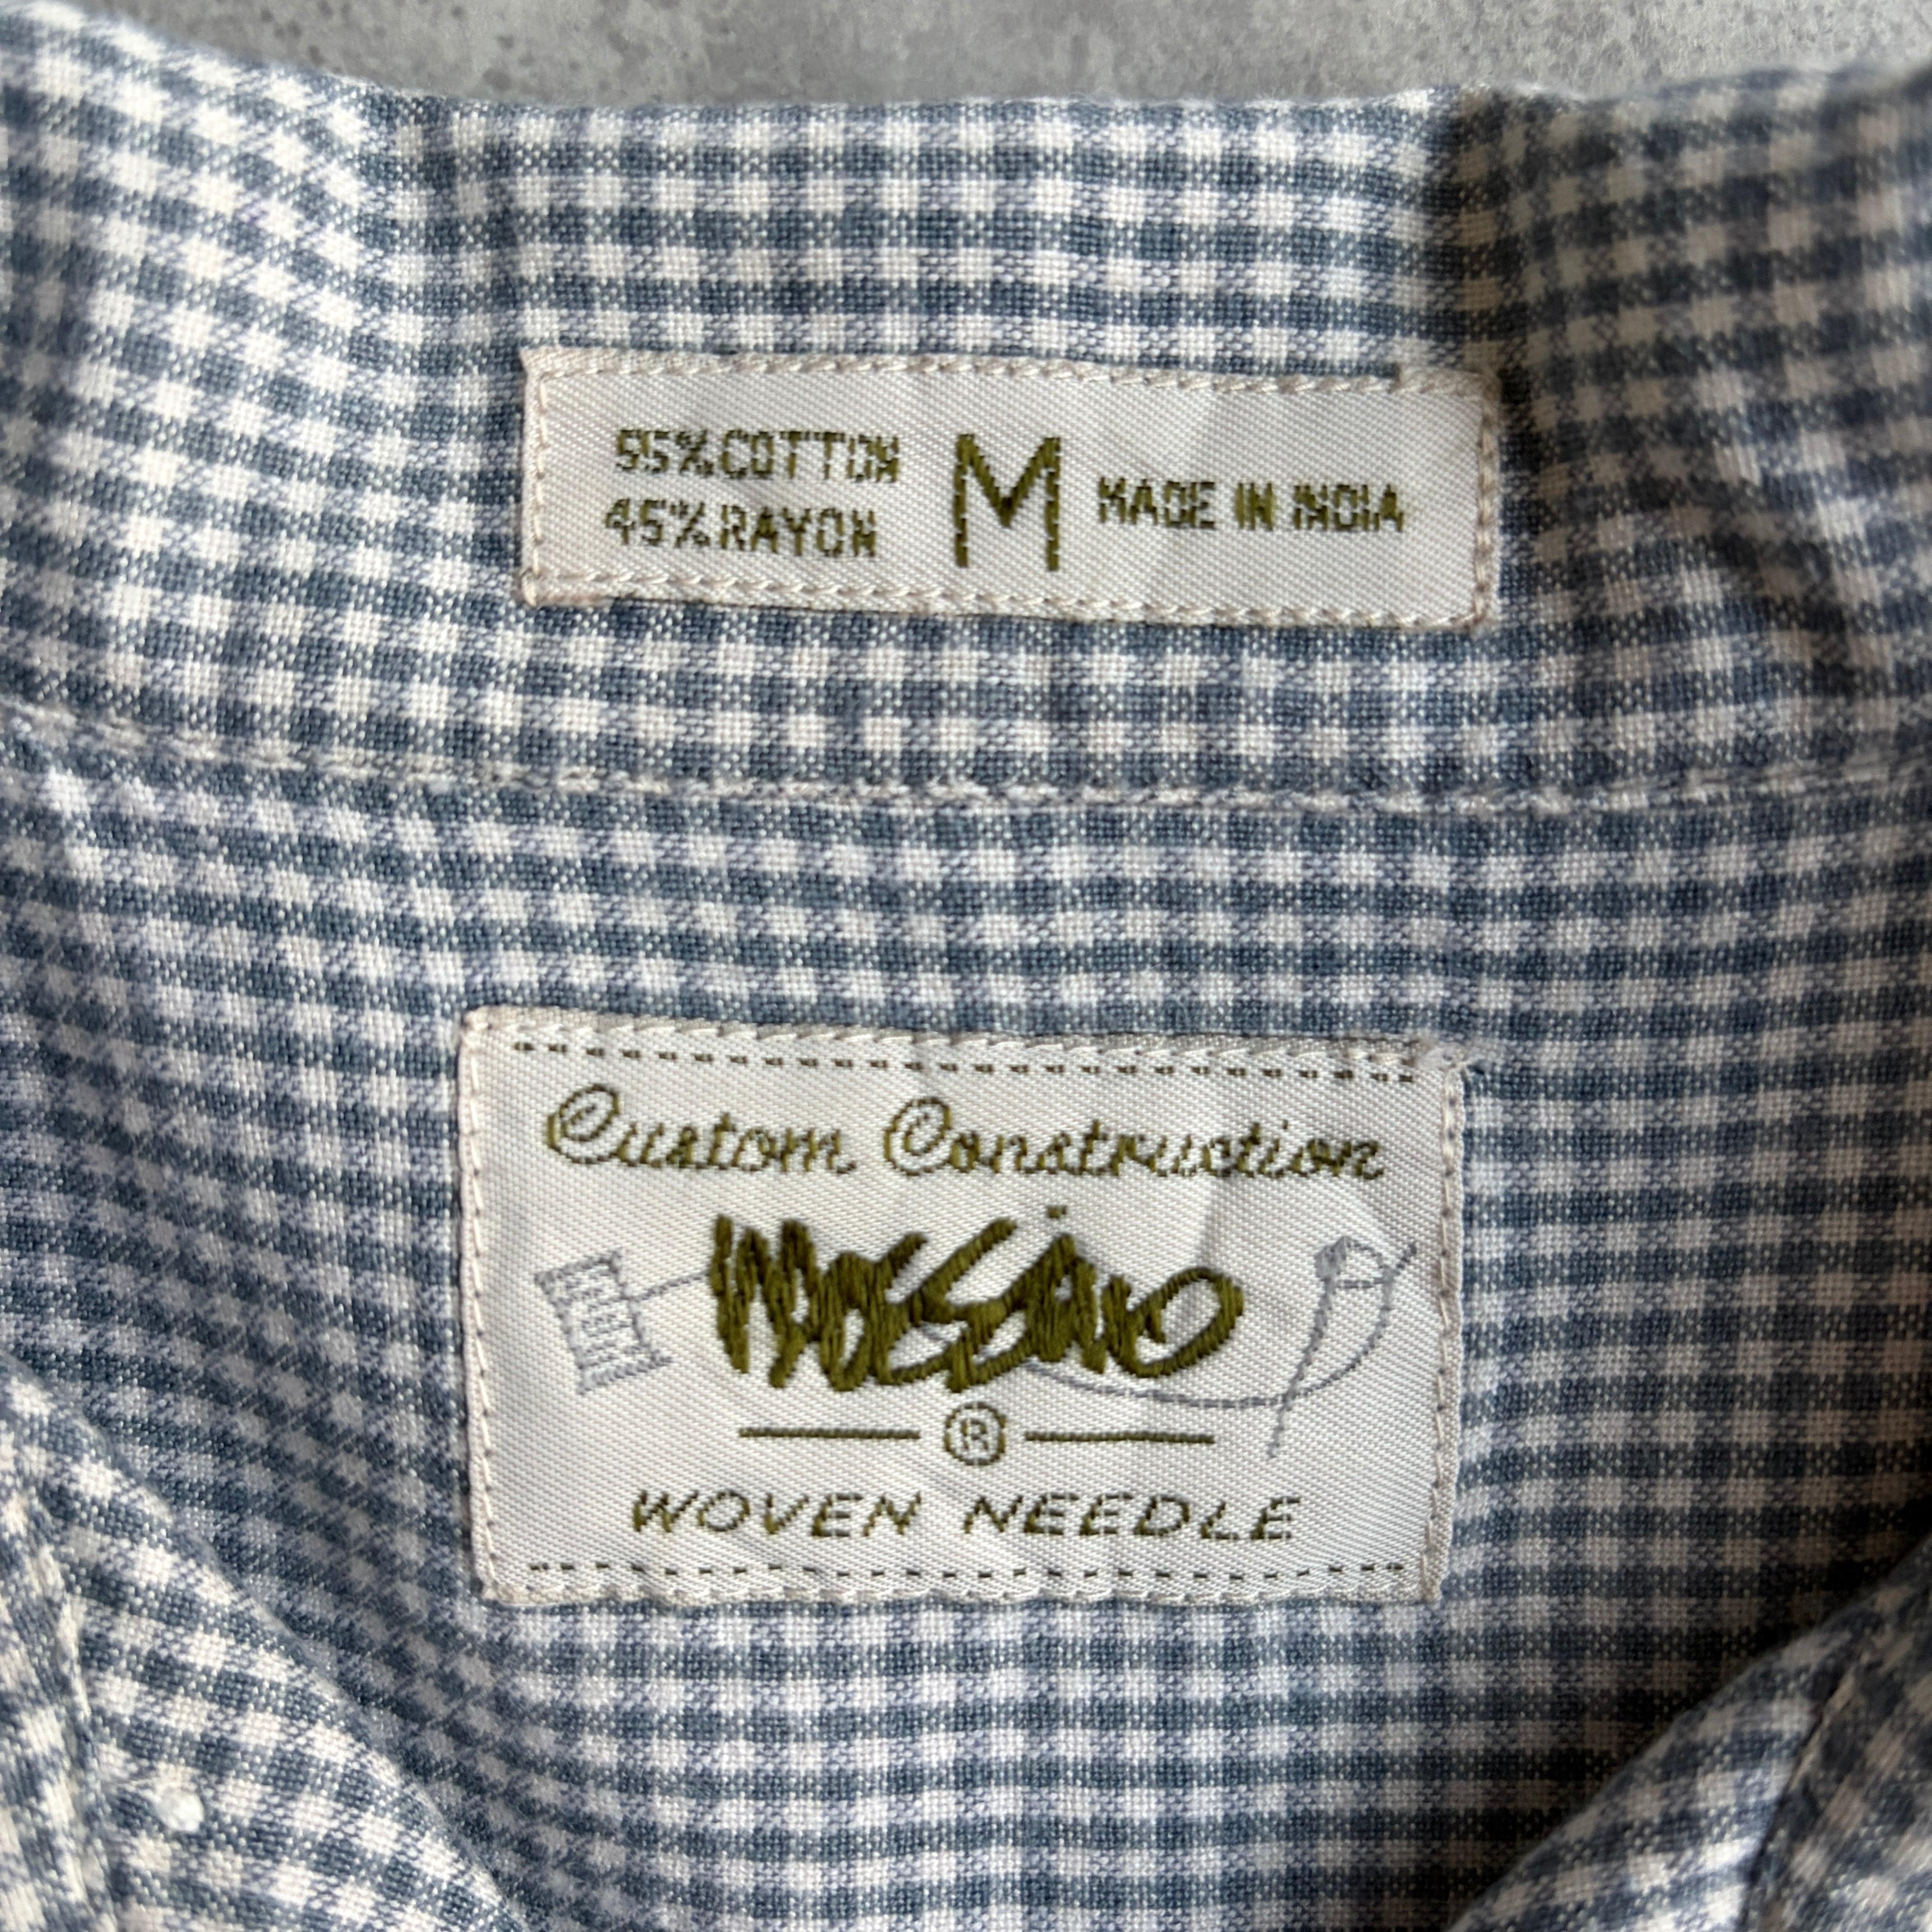 55%COTTON
45%RAYON
M
MADE IN INDIA
Custom Construction
Mossimo
®
WOVEN NEEDLE